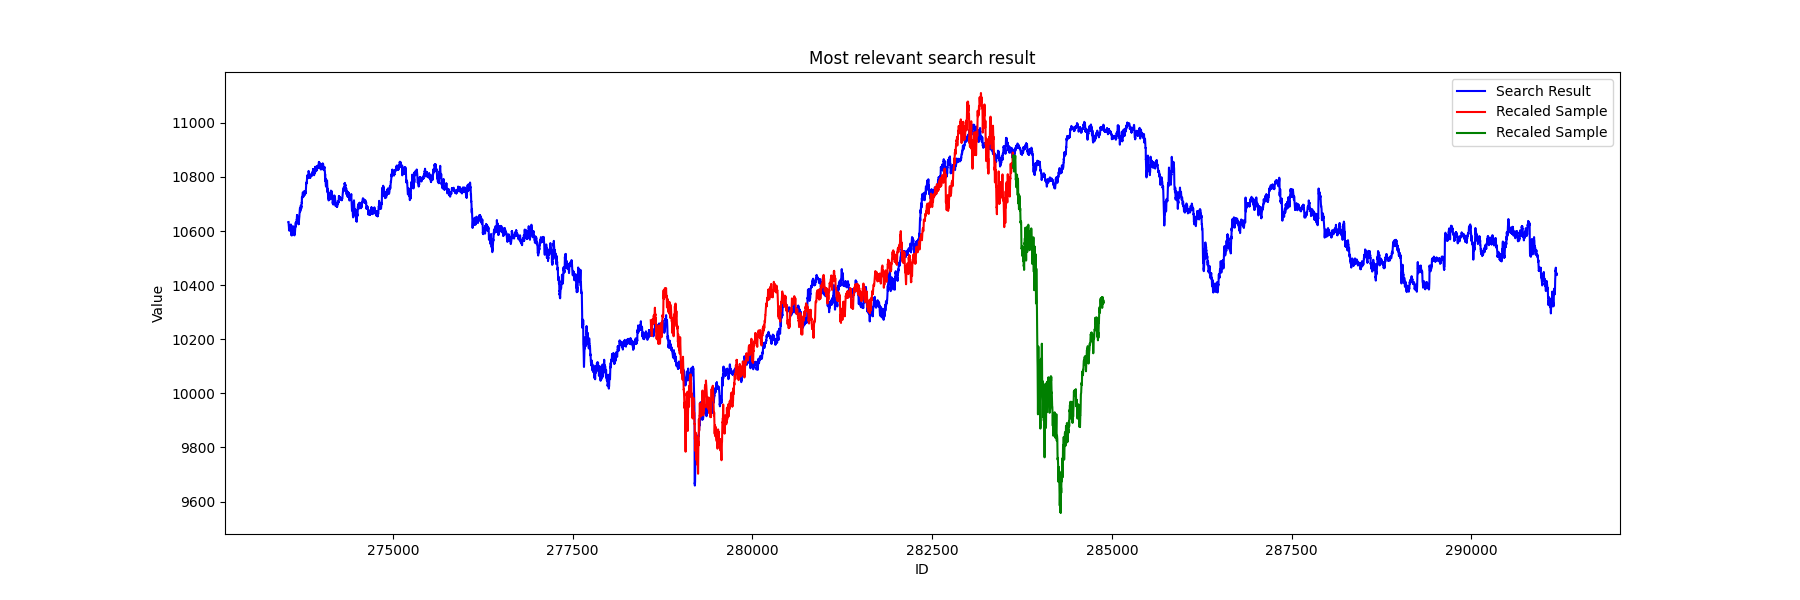 Most relevant search result
Search Result
Recaled Sample
Recaled Sample
11000
10800
10600
10400
10200
10000
9800
9600
Value
275000 277500 280000 282500 285000 287500 290000
ID